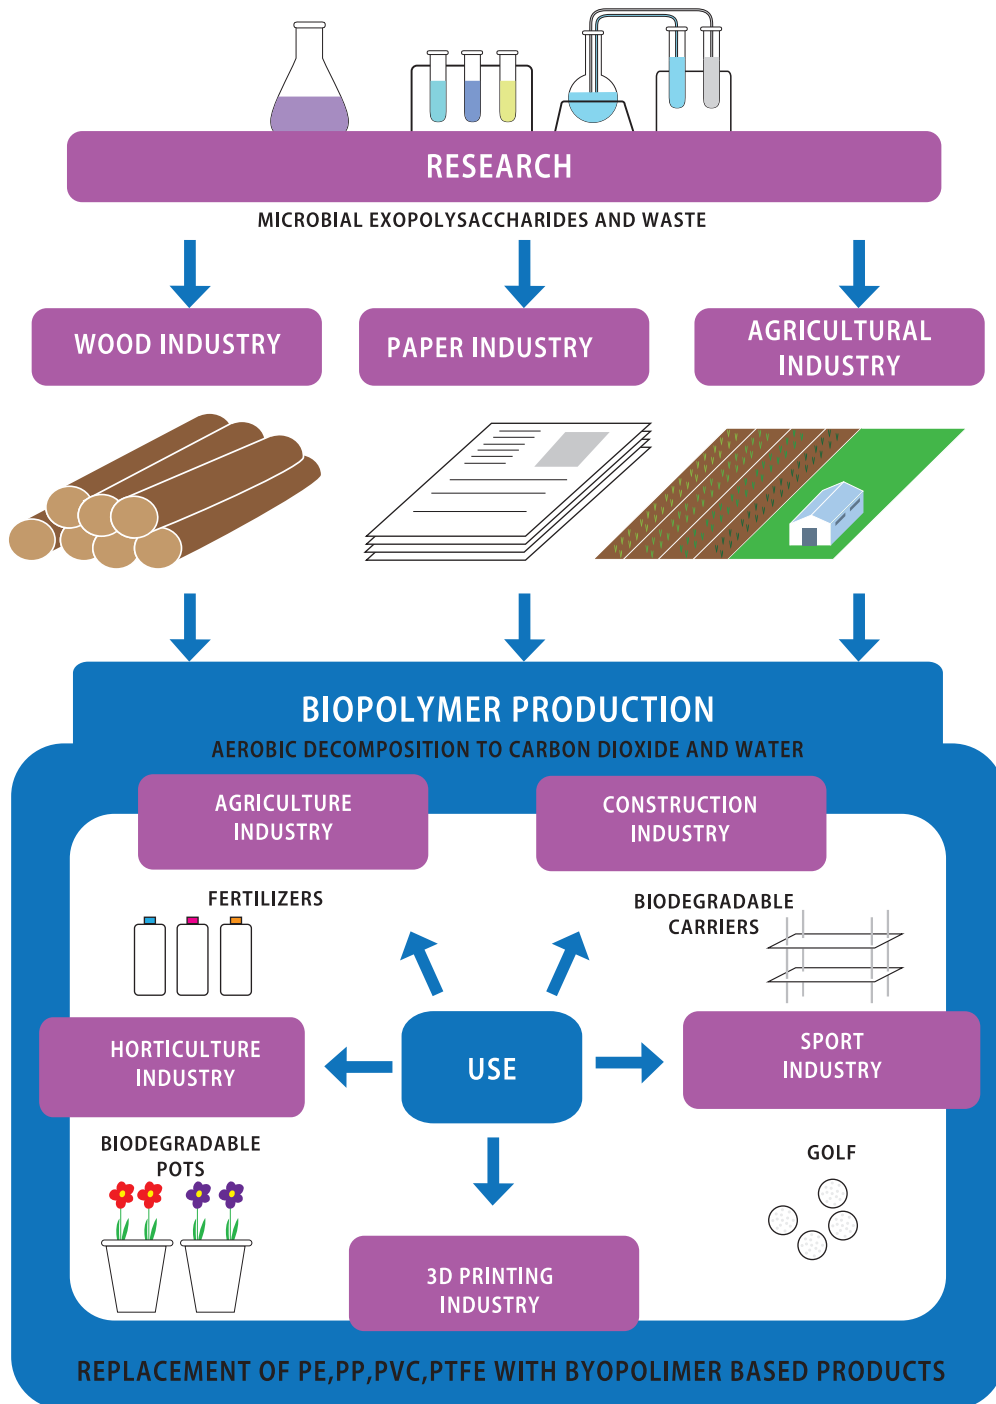 RESEARCH
MICROBIAL EXOPOLYSACCHARIDES AND WASTE
WOOD INDUSTRY
PAPER INDUSTRY
AGRICULTURAL
INDUSTRY
BIOPOLYMER PRODUCTION
AEROBIC DECOMPOSITION TO CARBON DIOXIDE AND WATER
AGRICULTURE
INDUSTRY
CONSTRUCTION
INDUSTRY
FERTILIZERS
BIODEGRADABLE
CARRIERS
HORTICULTURE
INDUSTRY
USE
SPORT
INDUSTRY
BIODEGRADABLE
POTS
GOLF
3D PRINTING
INDUSTRY
REPLACEMENT OF PE,PP,PVC,PTFE WITH BYOPOLIMER BASED PRODUCTS